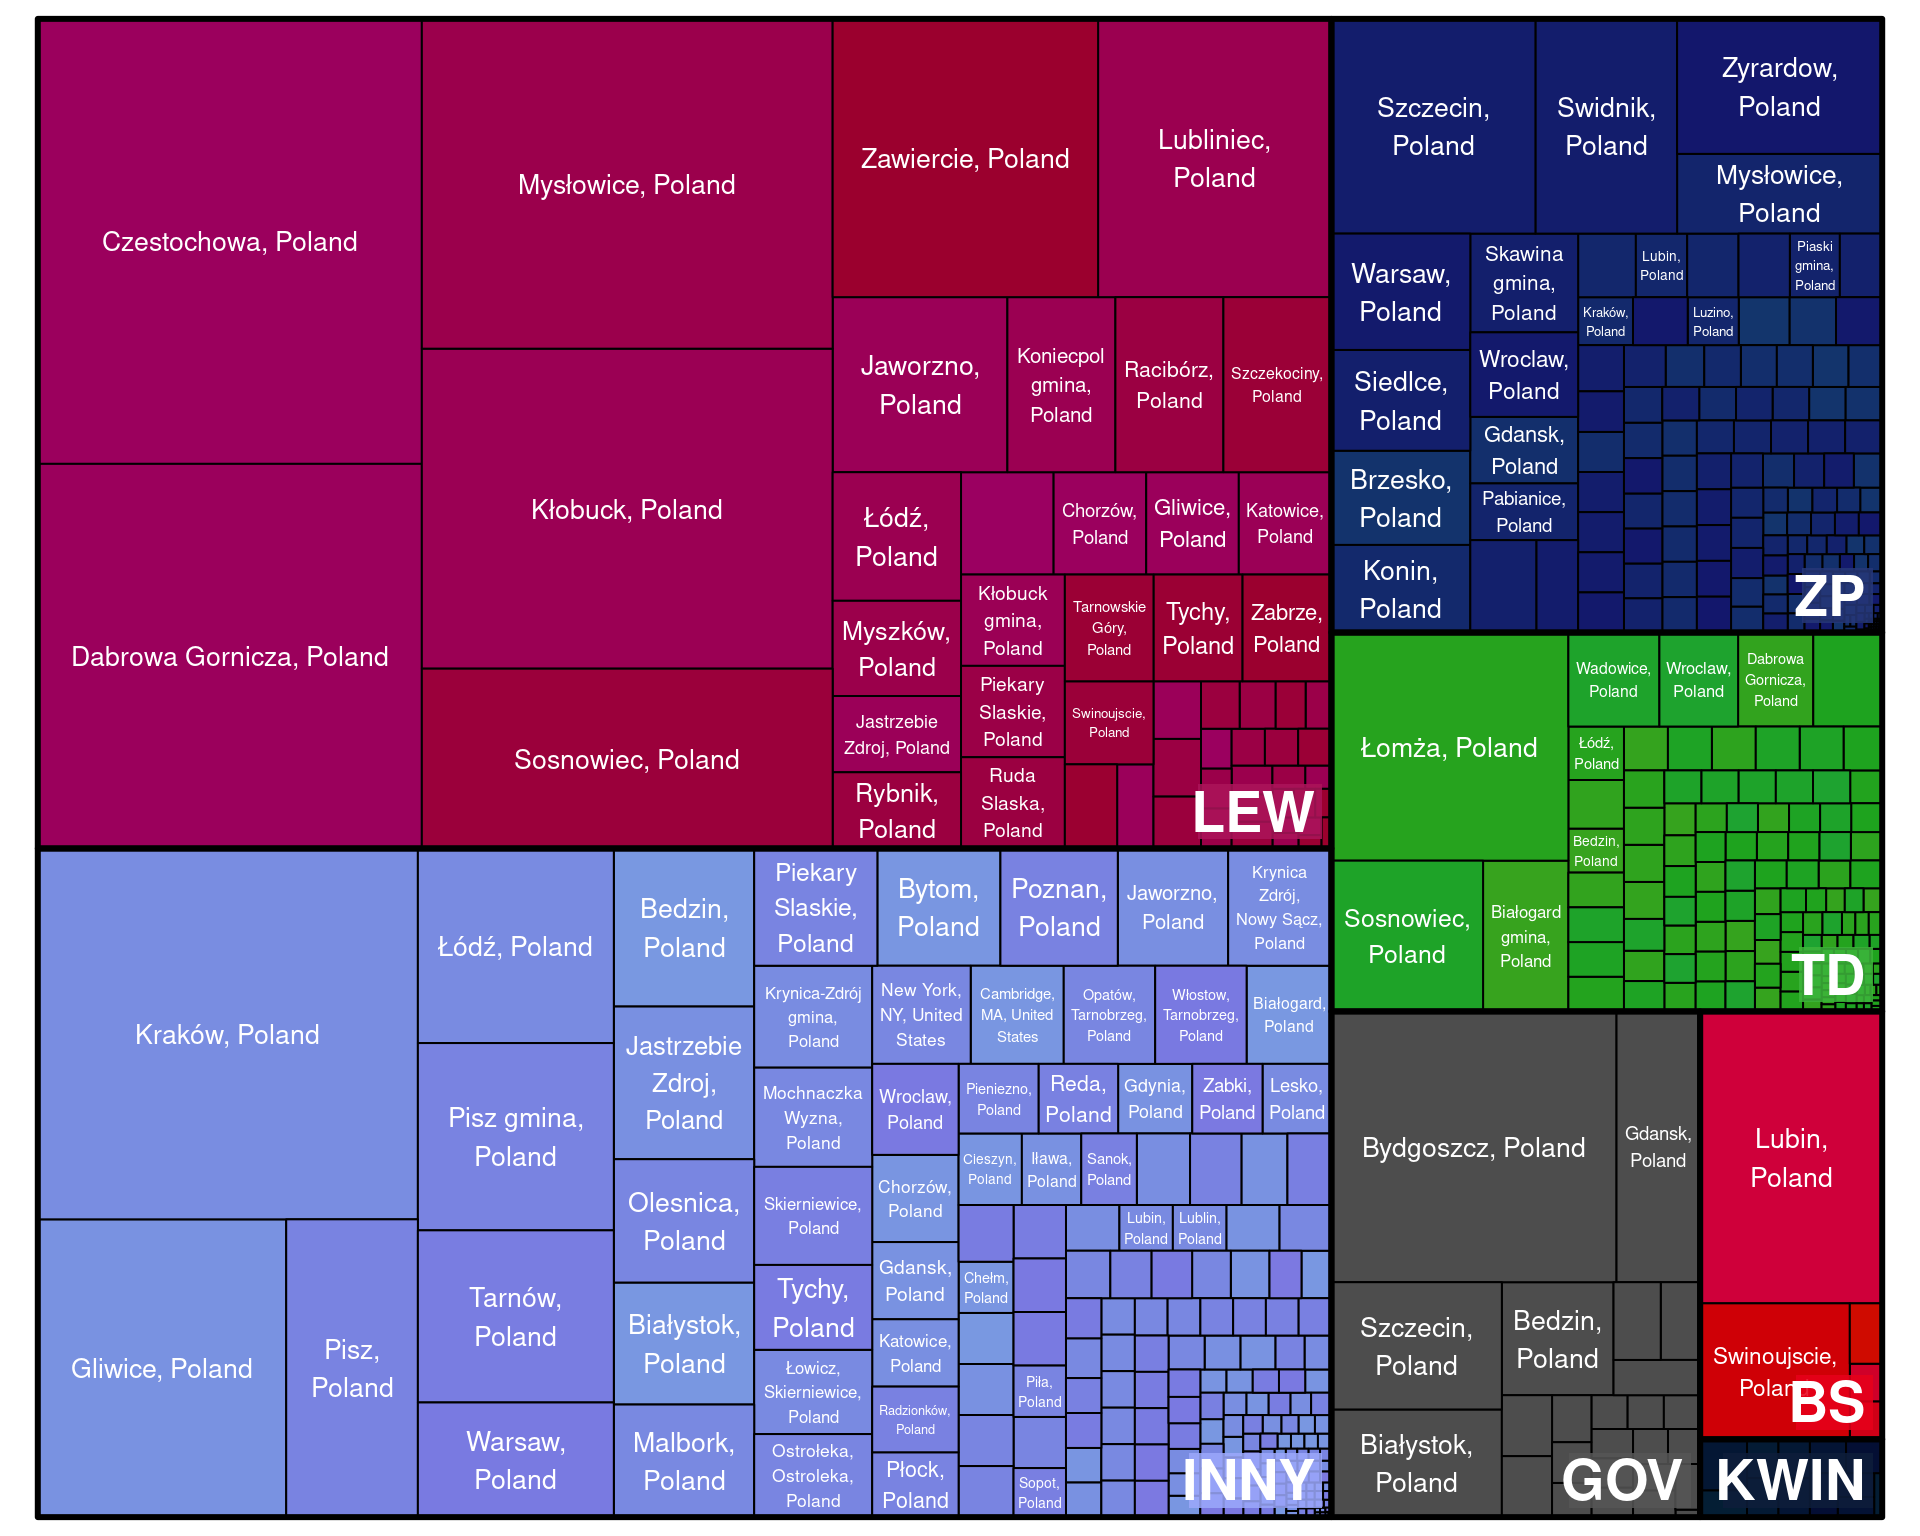 Czestochowa, Poland
Dabrowa Gornicza, Poland
Mysłowice, Poland
Kłobuck, Poland
Sosnowiec, Poland
Zawiercie, Poland
Lubliniec,
Poland
Jaworzno,
Poland
Koniecpol
gmina,
Poland
Racibórz,
Poland
Szczekociny,
Poland
Łódź,
Poland
Myszków,
Poland
Jastrzebie
Zdroj, Poland
Rybnik,
Poland
Chorzów,
Poland
Gliwice,
Poland
Katowice,
Poland
Kłobuck
gmina,
Poland
Piekary
Slaskie,
Poland
Ruda
Slaska,
Poland
Tarnowskie
Góry,
Poland
Tychy,
Poland
Zabrze,
Poland
Swinoujscie,
Poland
LEW
Szczecin,
Poland
Swidnik,
Poland
Zyrardow,
Poland
Mysłowice,
Poland
Warsaw,
Poland
Siedlce,
Poland
Brzesko,
Poland
Konin,
Poland
Skawina
gmina,
Poland
Wroclaw,
Poland
Gdansk,
Poland
Pabianice,
Poland
Lubin,
Poland
Piaski
gmina,
Poland
Kraków,
Poland
Luzino,
Poland
ZP
Łomża, Poland
Sosnowiec,
Poland
Białogard
gmina,
Poland
Wadowice,
Poland
Wroclaw,
Poland
Dabrowa
Gornicza,
Poland
Łódź,
Poland
Bedzin,
Poland
TD
Kraków, Poland
Gliwice, Poland
Pisz,
Poland
Łódź, Poland
Pisz gmina,
Poland
Tarnów,
Poland
Warsaw,
Poland
Bedzin,
Poland
Jastrzebie
Zdroj,
Poland
Olesnica,
Poland
Białystok,
Poland
Malbork,
Poland
Piekary
Slaskie,
Poland
Bytom,
Poland
Poznan,
Poland
Jaworzno,
Poland
Krynica
Zdrój,
Nowy Sącz,
Poland
Krynica-Zdrój
gmina,
Poland
Mochnaczka
Wyzna,
Poland
Skierniewice,
Poland
Tychy,
Poland
Łowicz,
Skierniewice,
Poland
Ostroleka,
Ostroleka,
Poland
New York,
NY, United
States
Cambridge,
MA, United
States
Opatów,
Tarnobrzeg,
Poland
Włostow,
Tarnobrzeg,
Poland
Białogard,
Poland
Wroclaw,
Poland
Chorzów,
Poland
Gdansk,
Poland
Katowice,
Poland
Radzionków,
Poland
Płock,
Poland
Pieniezno,
Poland
Reda,
Poland
Gdynia,
Poland
Zabki,
Poland
Lesko,
Poland
Cieszyn,
Poland
Iława,
Poland
Sanok,
Poland
Lubin,
Poland
Lublin,
Poland
Chełm,
Poland
Piła,
Poland
Sopot,
Poland
INNY
Bydgoszcz, Poland
Gdansk,
Poland
Szczecin,
Poland
Białystok,
Poland
Bedzin,
Poland
GOV
Lubin,
Poland
Swinoujscie,
Poland
BS
KWIN